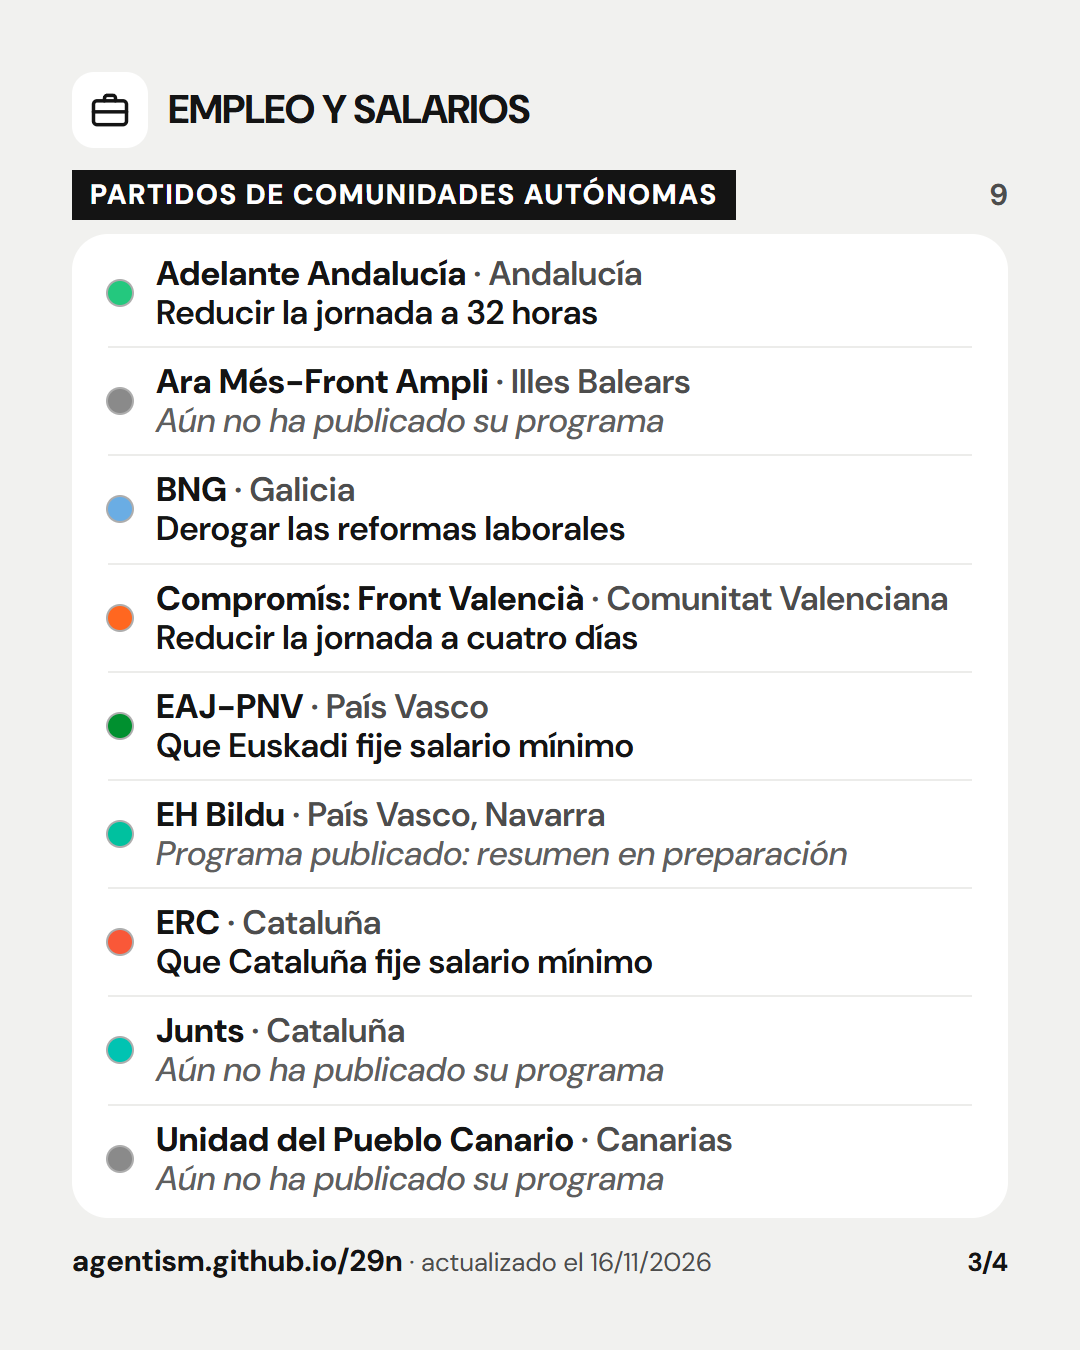 EMPLEO Y SALARIOS
PARTIDOS DE COMUNIDADES AUTÓNOMAS 9
Adelante Andalucía · Andalucía
Reducir la jornada a 32 horas
Ara Més-Front Ampli · Illes Balears
Aún no ha publicado su programa
BNG · Galicia
Derogar las reformas laborales
Compromís: Front Valencià · Comunitat Valenciana
Reducir la jornada a cuatro días
EAJ-PNV · País Vasco
Que Euskadi fije salario mínimo
EH Bildu · País Vasco, Navarra
Programa publicado: resumen en preparación
ERC · Cataluña
Que Cataluña fije salario mínimo
Junts · Cataluña
Aún no ha publicado su programa
Unidad del Pueblo Canario · Canarias
Aún no ha publicado su programa
agentism.github.io/29n · actualizado el 16/11/2026 3/4